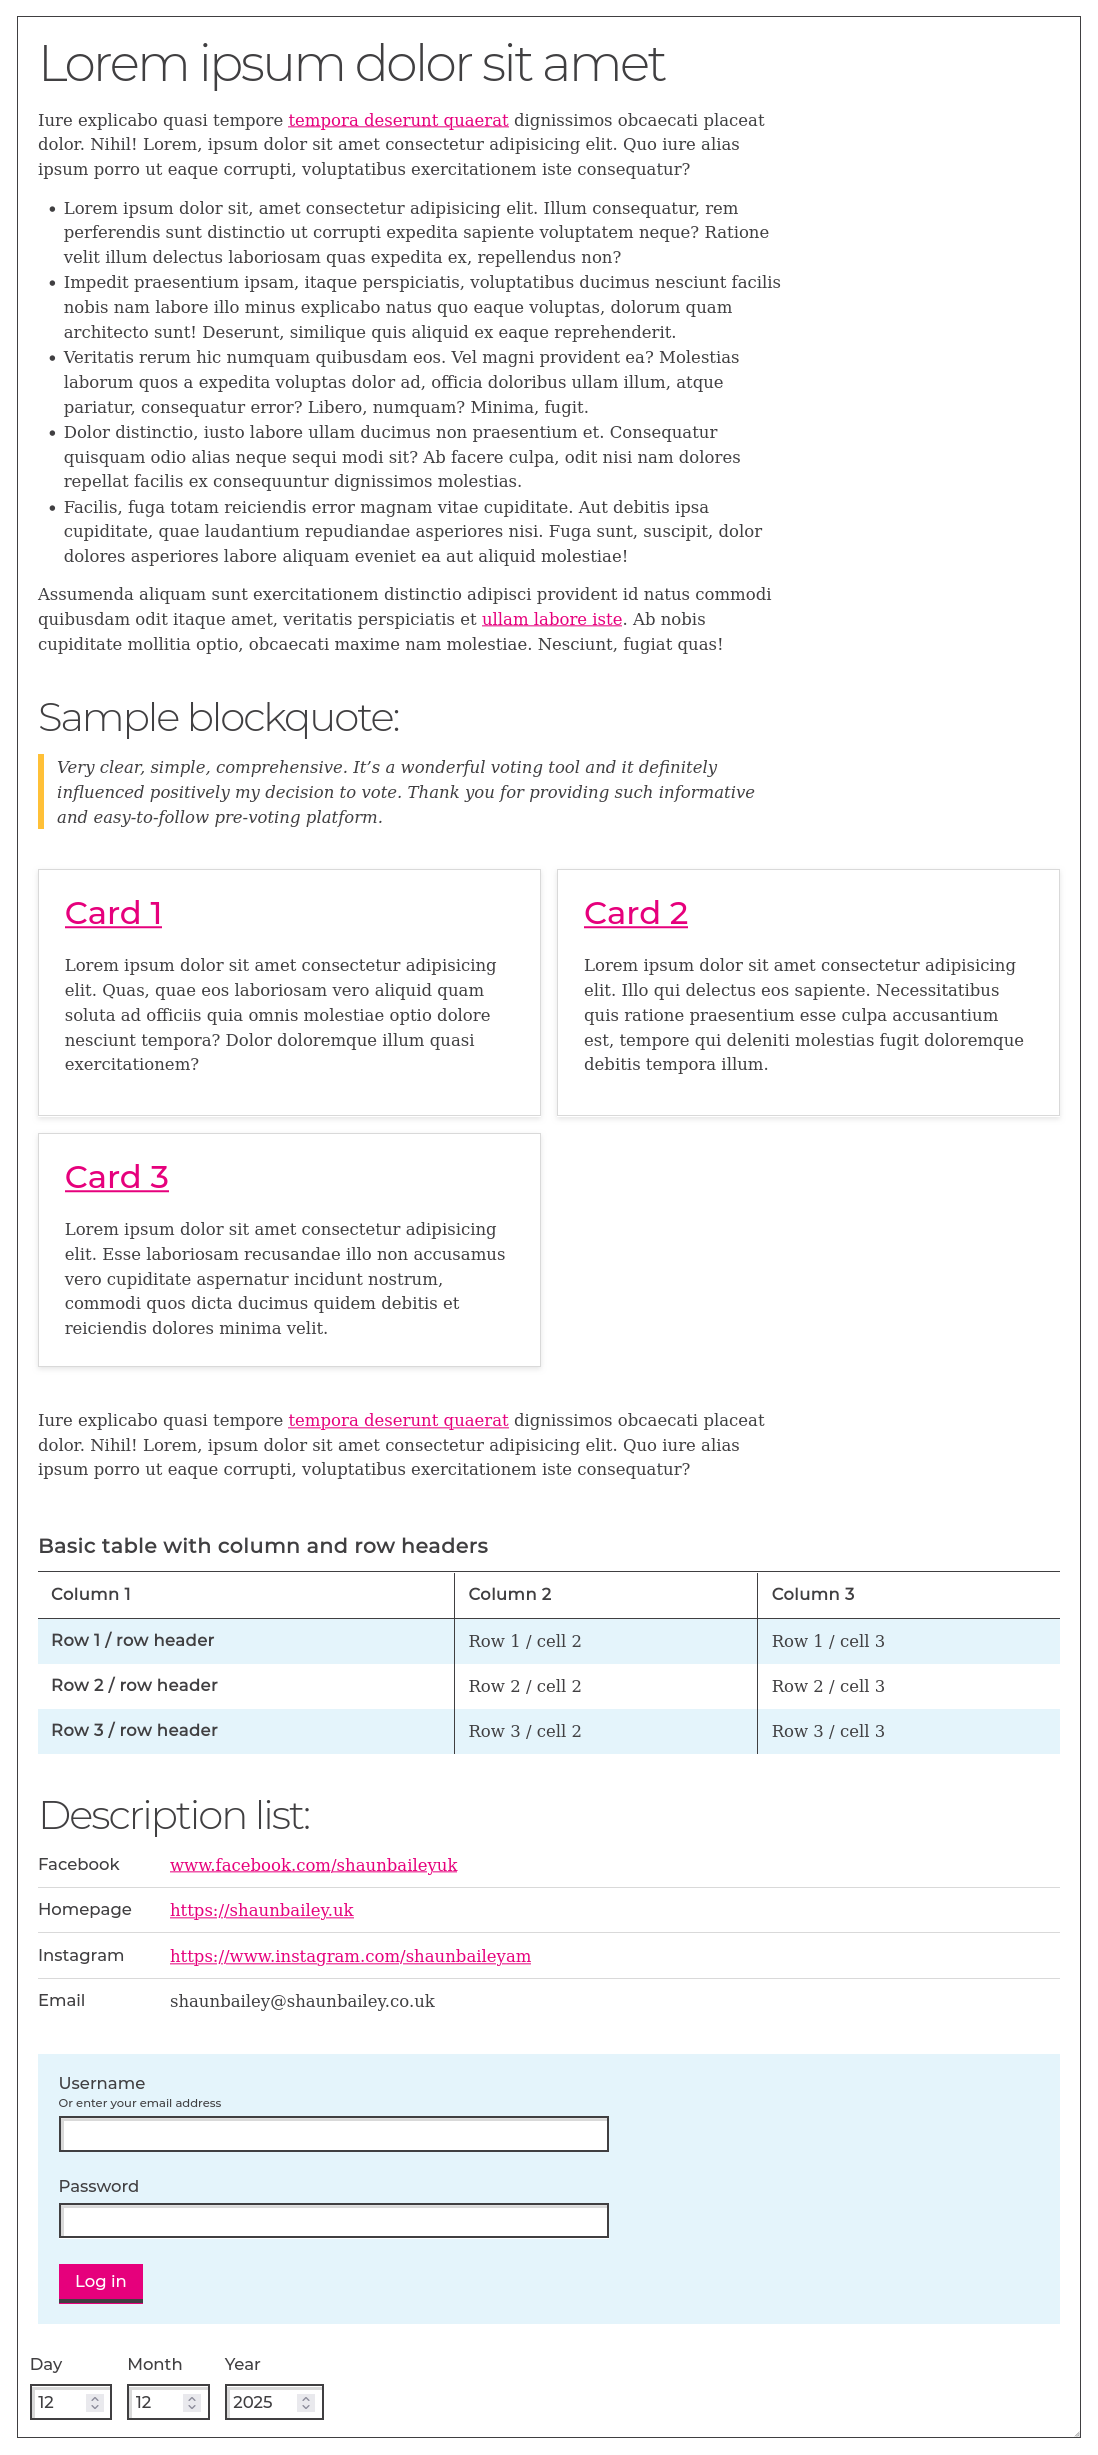 Lorem ipsum dolor sit amet
Iure explicabo quasi tempore tempora deserunt quaerat dignissimos obcaecati placeat
dolor. Nihil! Lorem, ipsum dolor sit amet consectetur adipisicing elit. Quo iure alias
ipsum porro ut eaque corrupti, voluptatibus exercitationem iste consequatur?
• Lorem ipsum dolor sit, amet consectetur adipisicing elit. Illum consequatur, rem
perferendis sunt distinctio ut corrupti expedita sapiente voluptatem neque? Ratione
velit illum delectus laboriosam quas expedita ex, repellendus non?
• Impedit praesentium ipsam, itaque perspiciatis, voluptatibus ducimus nesciunt facilis
nobis nam labore illo minus explicabo natus quo eaque voluptas, dolorum quam
architecto sunt! Deserunt, similique quis aliquid ex eaque reprehenderit.
• Veritatis rerum hic numquam quibusdam eos. Vel magni provident ea? Molestias
laborum quos a expedita voluptas dolor ad, officia doloribus ullam illum, atque
pariatur, consequatur error? Libero, numquam? Minima, fugit.
• Dolor distinctio, iusto labore ullam ducimus non praesentium et. Consequatur
quisquam odio alias neque sequi modi sit? Ab facere culpa, odit nisi nam dolores
repellat facilis ex consequuntur dignissimos molestias.
• Facilis, fuga totam reiciendis error magnam vitae cupiditate. Aut debitis ipsa
cupiditate, quae laudantium repudiandae asperiores nisi. Fuga sunt, suscipit, dolor
dolores asperiores labore aliquam eveniet ea aut aliquid molestiae!
Assumenda aliquam sunt exercitationem distinctio adipisci provident id natus commodi
quibusdam odit itaque amet, veritatis perspiciatis et ullam labore iste. Ab nobis
cupiditate mollitia optio, obcaecati maxime nam molestiae. Nesciunt, fugiat quas!
Sample blockquote:
Very clear, simple, comprehensive. It’s a wonderful voting tool and it definitely
influenced positively my decision to vote. Thank you for providing such informative
and easy-to-follow pre-voting platform.
Card 1
Lorem ipsum dolor sit amet consectetur adipisicing
elit. Quas, quae eos laboriosam vero aliquid quam
soluta ad officiis quia omnis molestiae optio dolore
nesciunt tempora? Dolor doloremque illum quasi
exercitationem?
Card 2
Lorem ipsum dolor sit amet consectetur adipisicing
elit. Illo qui delectus eos sapiente. Necessitatibus
quis ratione praesentium esse culpa accusantium
est, tempore qui deleniti molestias fugit doloremque
debitis tempora illum.
Card 3
Lorem ipsum dolor sit amet consectetur adipisicing
elit. Esse laboriosam recusandae illo non accusamus
vero cupiditate aspernatur incidunt nostrum,
commodi quos dicta ducimus quidem debitis et
reiciendis dolores minima velit.
Iure explicabo quasi tempore tempora deserunt quaerat dignissimos obcaecati placeat
dolor. Nihil! Lorem, ipsum dolor sit amet consectetur adipisicing elit. Quo iure alias
ipsum porro ut eaque corrupti, voluptatibus exercitationem iste consequatur?
Basic table with column and row headers
Column 1 Column 2 Column 3
Row 1 / row header Row 1 / cell 2 Row 1 / cell 3
Row 2 / row header Row 2 / cell 2 Row 2 / cell 3
Row 3 / row header Row 3 / cell 2 Row 3 / cell 3
Description list:
Facebook www.facebook.com/shaunbaileyuk
Homepage https://shaunbailey.uk
Instagram https://www.instagram.com/shaunbaileyam
Email shaunbailey@shaunbailey.co.uk
Username
Or enter your email address
Password
Log in
Day Month Year
12 12 2025